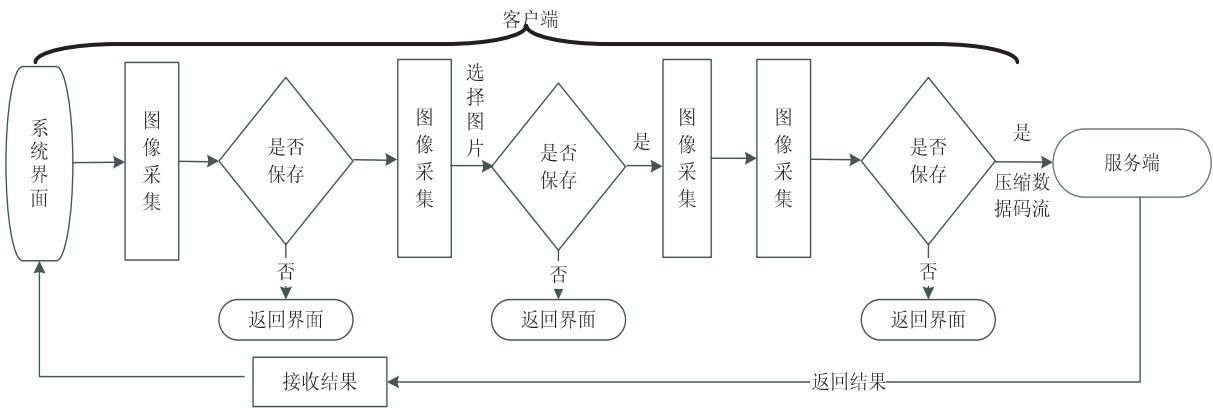 客户端
系统界面
图像采集
是否
保存
否
返回界面
图像采集
选择图片
是否
保存
否
返回界面
是
图像采集
图像采集
是否
保存
否
返回界面
是
压缩数
据码流
服务端
返回结果
接收结果